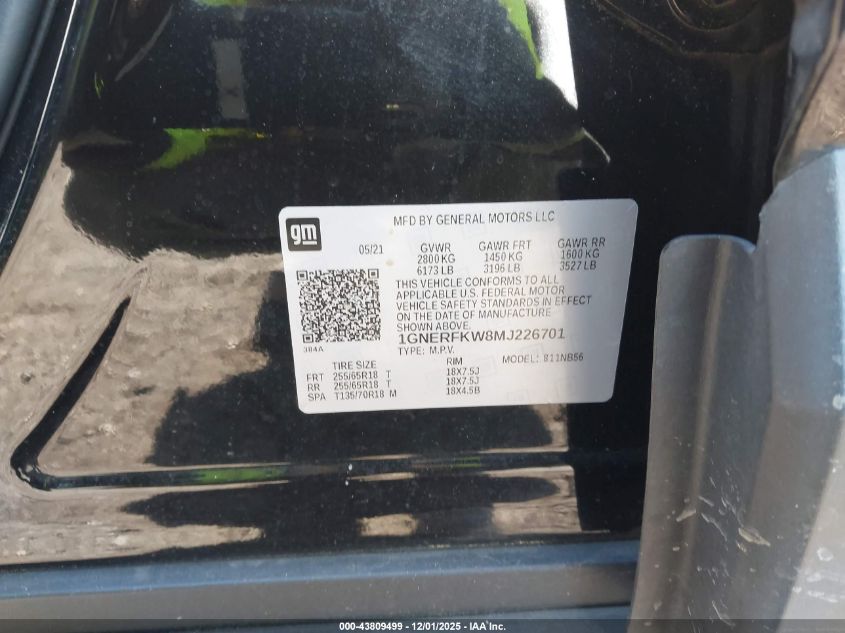 gm
MFD BY GENERAL MOTORS LLC
05/21 GVWR GAWR FRT GAWR RR
2800 KG 1450 KG 1600 KG
6173 LB 3196 LB 3527 LB
THIS VEHICLE CONFORMS TO ALL
APPLICABLE U.S. FEDERAL MOTOR
VEHICLE SAFETY STANDARDS IN EFFECT
ON THE DATE OF MANUFACTURE
SHOWN ABOVE.
1GNERFKW8MJ226701
384A
TYPE: M.P.V. MODEL: 811NB56
TIRE SIZE RIM
FRT 255/65R18 T 18X7.5J
RR 255/65R18 T 18X7.5J
SPA T135/70R18 M 18X4.5B
000-43809499 - 12/01/2025 - IAA Inc.